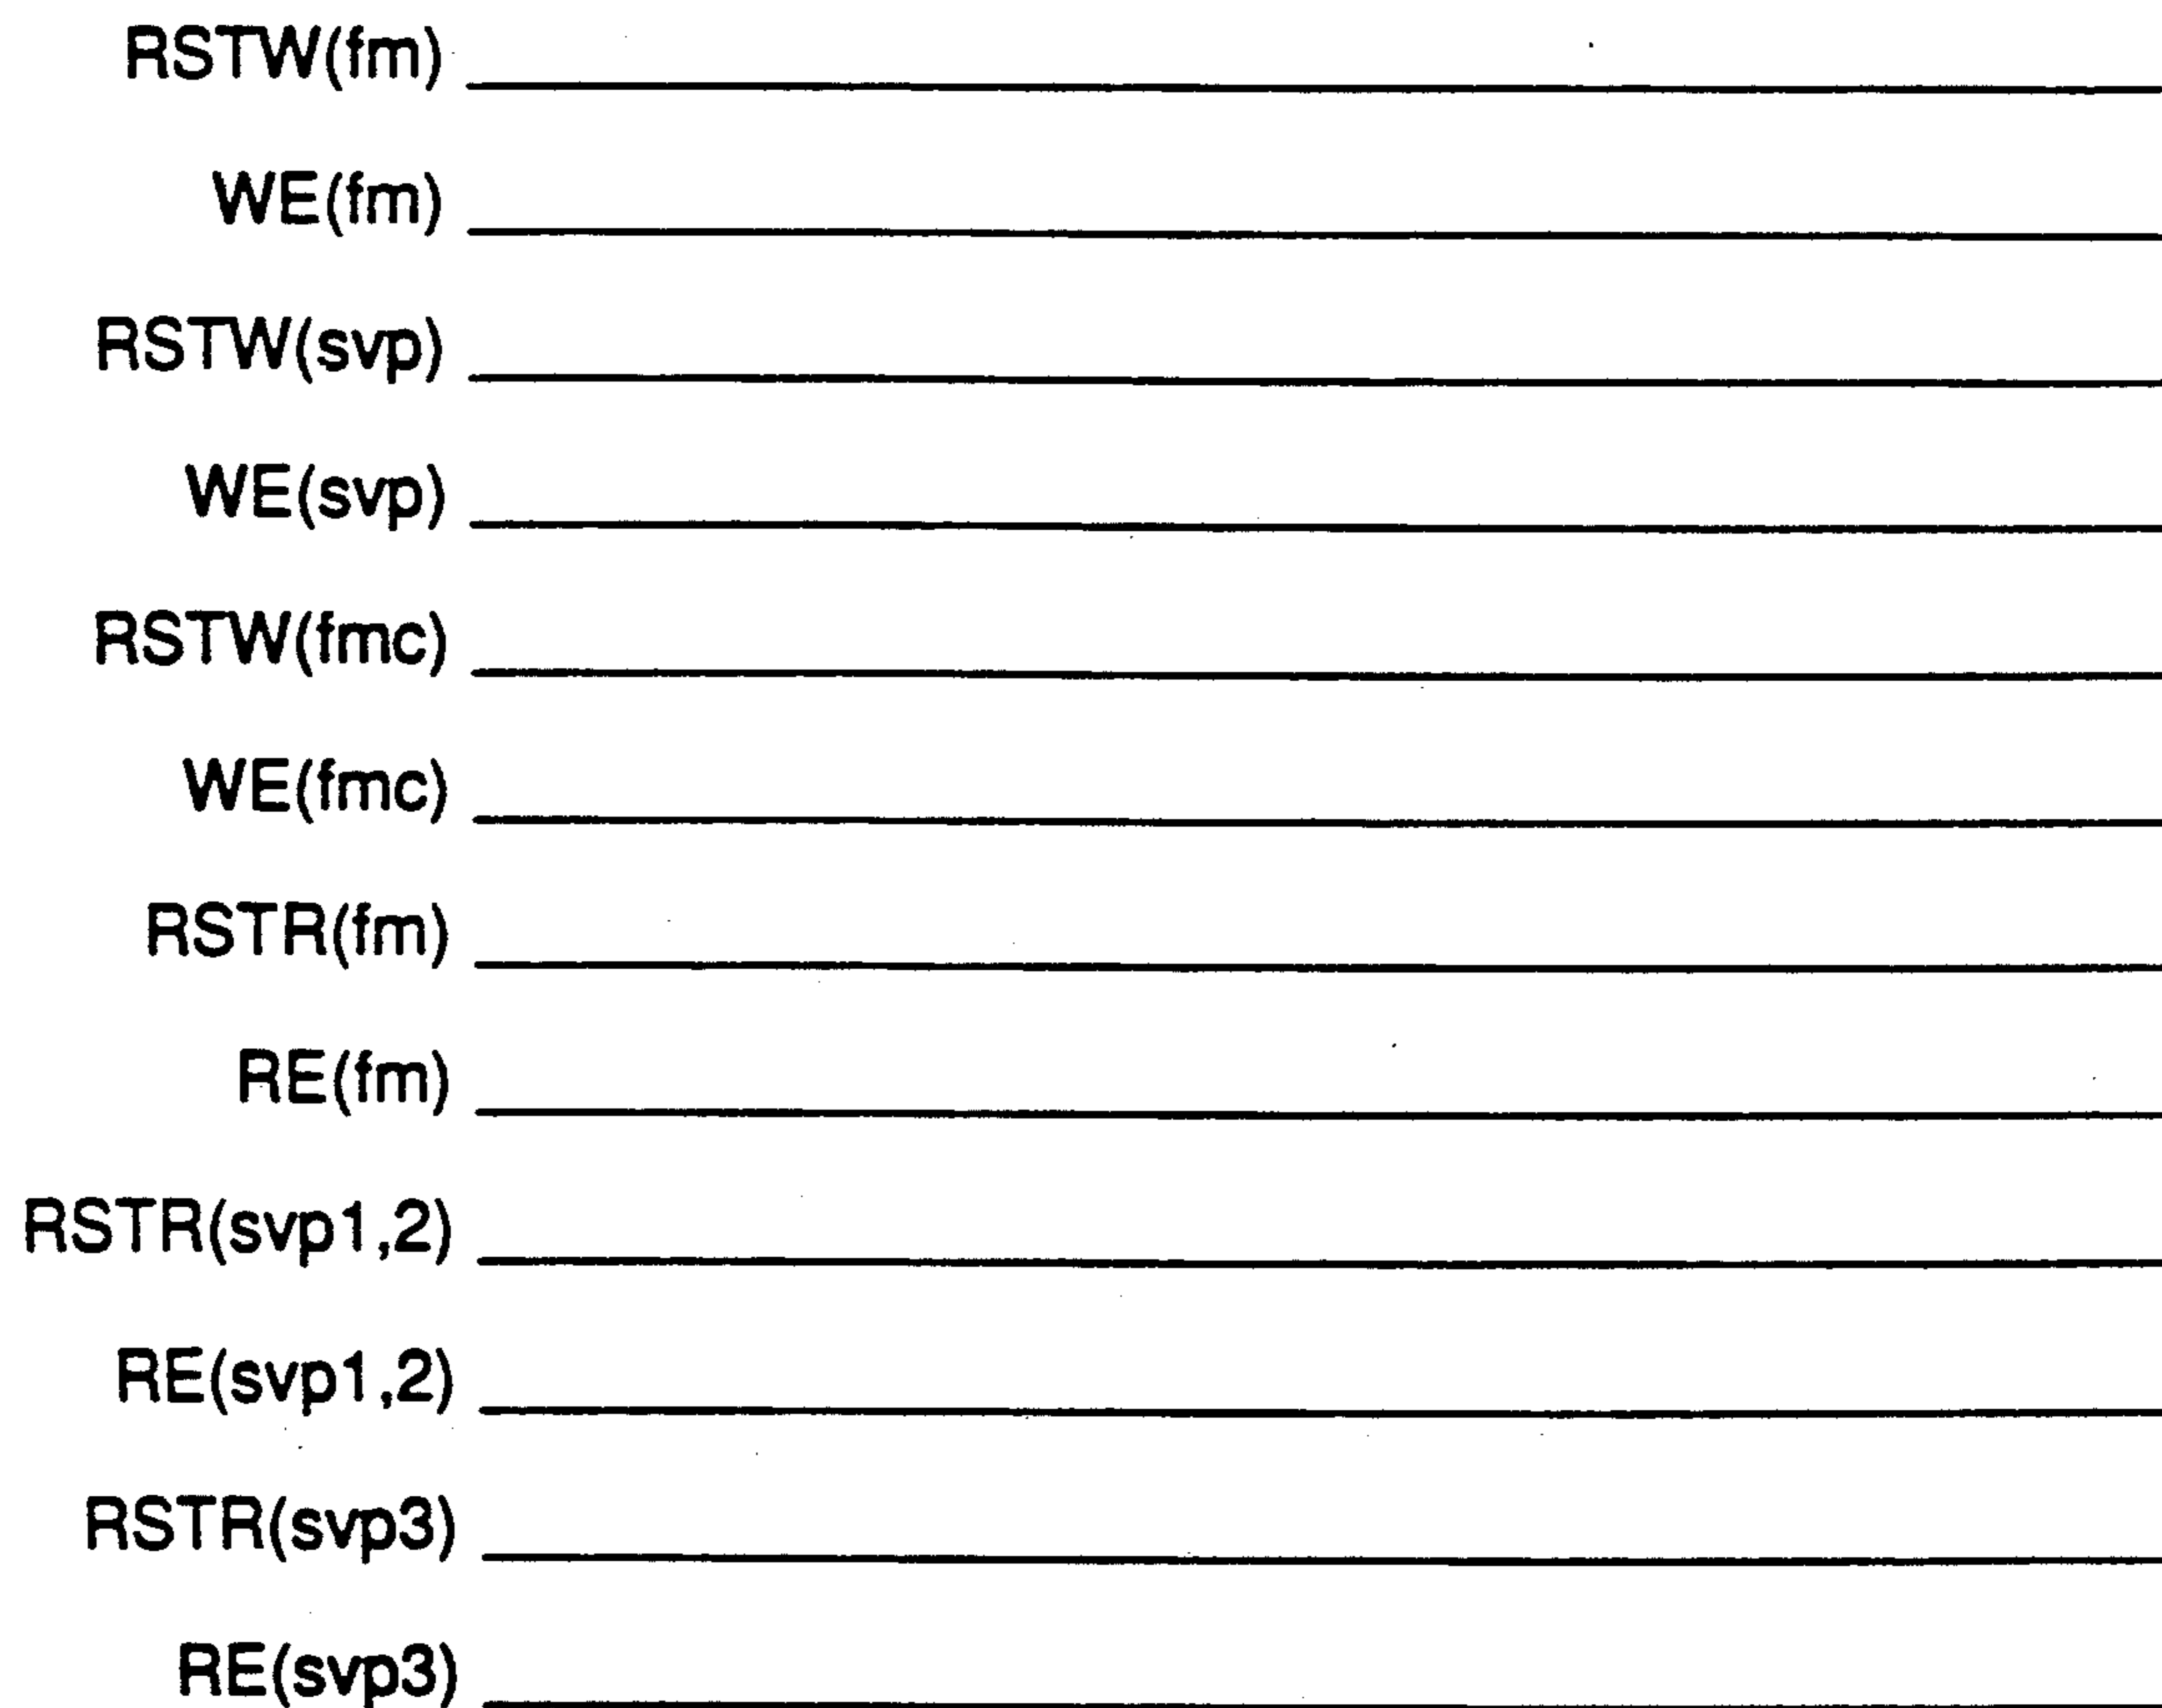 RSTW(fm)
WE(fm)
RSTW(svp)
WE(svp)
RSTW(fmc)
WE(fmc)
RSTR(fm)
RE(fm)
RSTR(svp1,2)
RE(svp1,2)
RSTR(svp3)
RE(svp3)